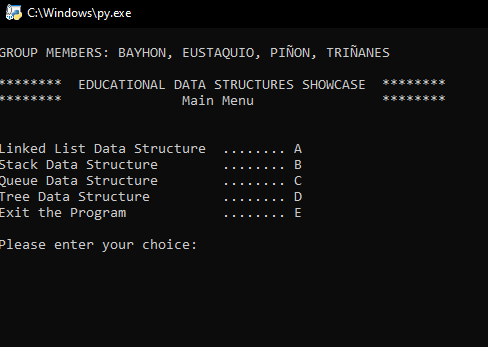 C:\Windows\py.exe
GROUP MEMBERS: BAYHON, EUSTAQUIO, PIÑON, TRIÑANES
********  EDUCATIONAL DATA STRUCTURES SHOWCASE  ********
********               Main Menu                ********
Linked List Data Structure  ........ A
Stack Data Structure        ........ B
Queue Data Structure        ........ C
Tree Data Structure         ........ D
Exit the Program            ........ E
Please enter your choice: